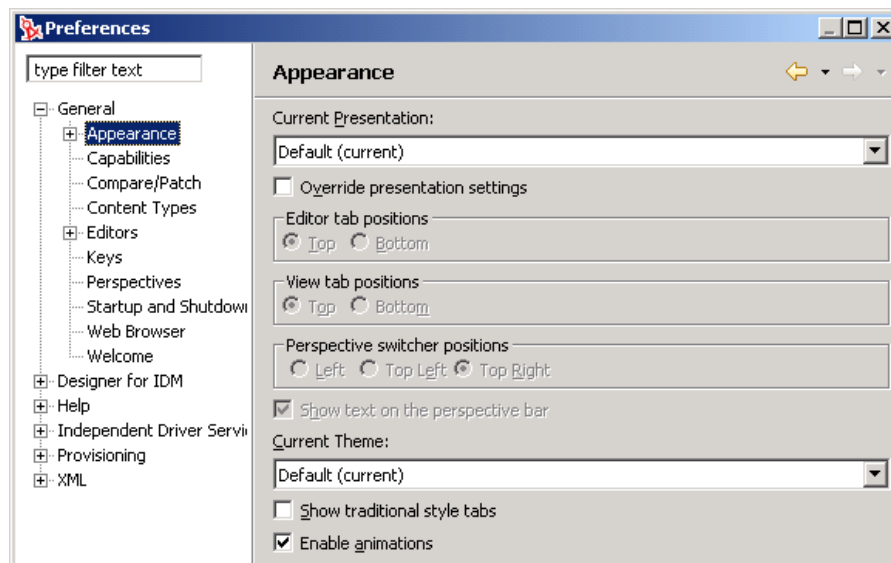 Preferences
type filter text
General
Appearance
Capabilities
Compare/Patch
Content Types
Editors
Keys
Perspectives
Startup and Shutdown
Web Browser
Welcome
Designer for IDM
Help
Independent Driver Servi
Provisioning
XML
Appearance
Current Presentation:
Default (current)
Override presentation settings
Editor tab positions
Top Bottom
View tab positions
Top Bottom
Perspective switcher positions
Left Top Left Top Right
Show text on the perspective bar
Current Theme:
Default (current)
Show traditional style tabs
Enable animations